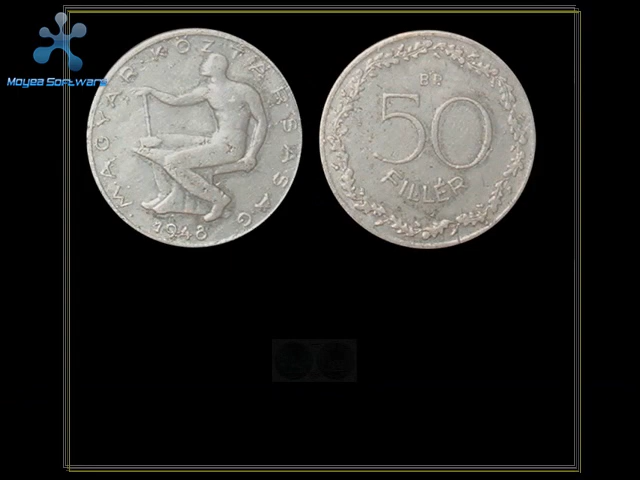 Moyea Software
MAGYAR·KÖZTÁRSASÁG
1948
BP.
50
FILLÉR